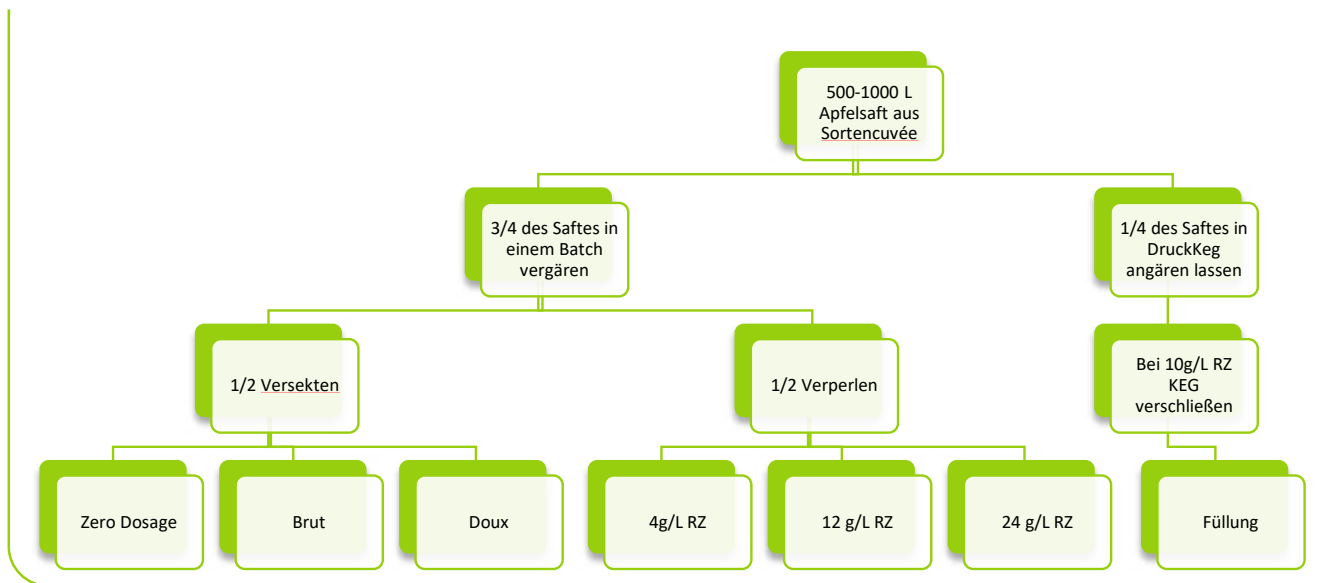 500-1000 L
Apfelsaft aus
Sortencuvée
3/4 des Saftes in
einem Batch
vergären
1/4 des Saftes in
DruckKeg
angären lassen
1/2 Versekten
1/2 Verperlen
Bei 10g/L RZ
KEG
verschließen
Zero Dosage
Brut
Doux
4g/L RZ
12 g/L RZ
24 g/L RZ
Füllung